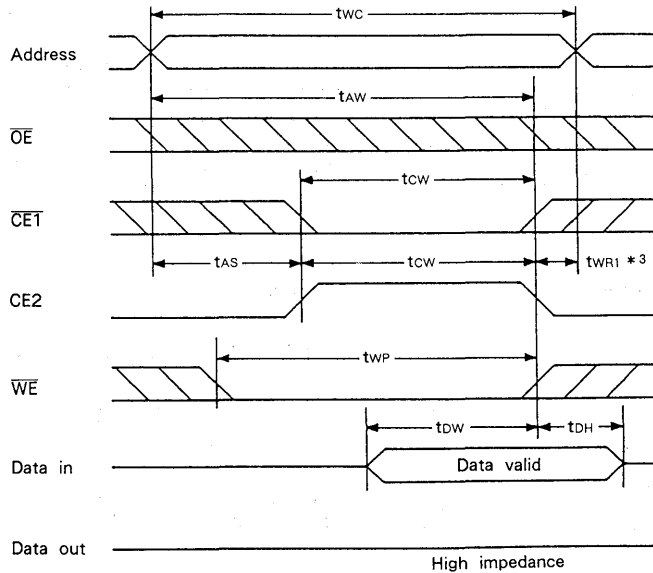 tWC
Address
tAW
OE
tCW
CE1
tAS tCW tWR1 *3
CE2
tWP
WE
tDW tDH
Data in Data valid
Data out
High impedance